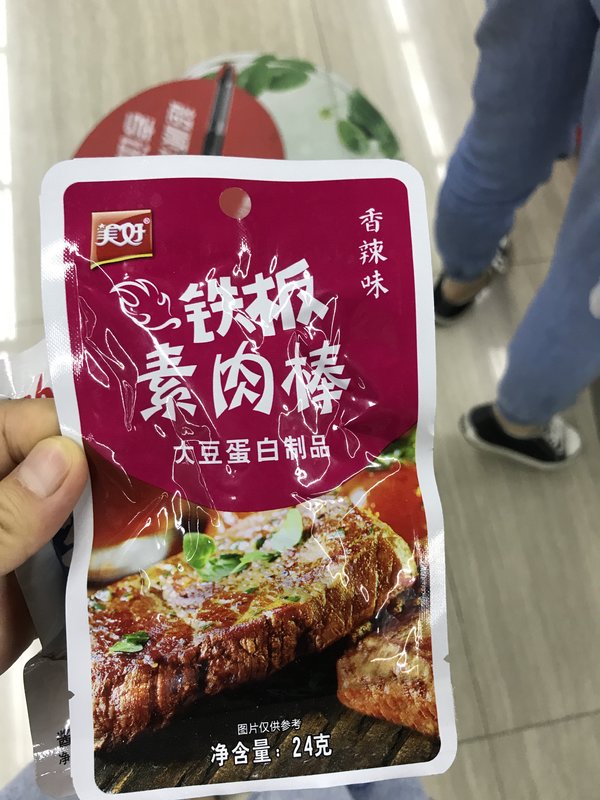 美好®
香辣味
铁板
素肉棒
大豆蛋白制品
图片仅供参考
净含量：24克